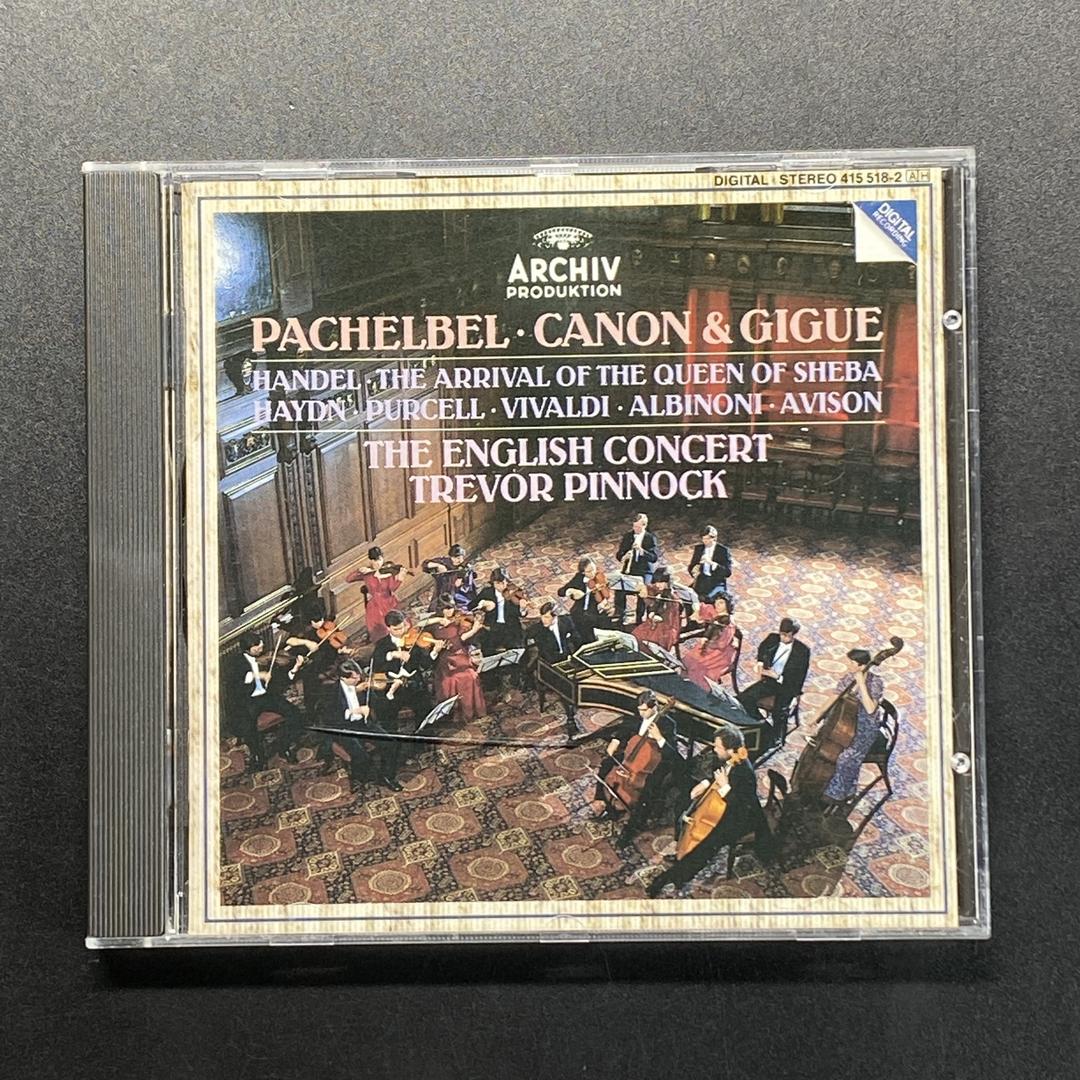 DIGITAL STEREO 415 518-2 AH
DIGITAL
RECORDING
ARCHIV
PRODUKTION
PACHELBEL · CANON & GIGUE
HANDEL · THE ARRIVAL OF THE QUEEN OF SHEBA
HAYDN · PURCELL · VIVALDI · ALBINONI · AVISON
THE ENGLISH CONCERT
TREVOR PINNOCK